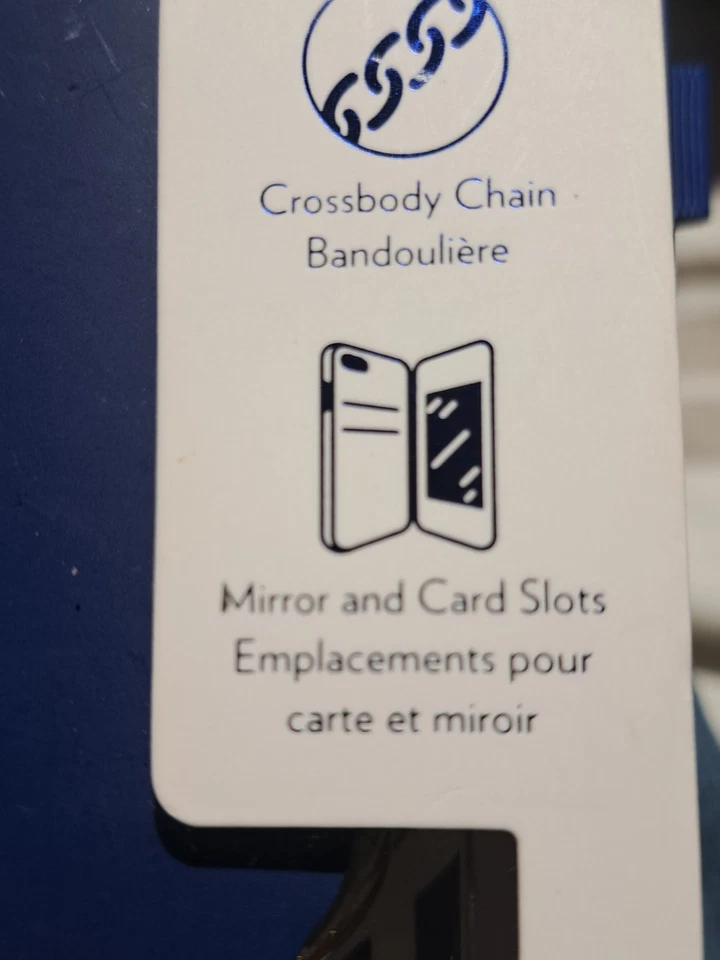 Crossbody Chain
Bandoulière
Mirror and Card Slots
Emplacements pour
carte et miroir